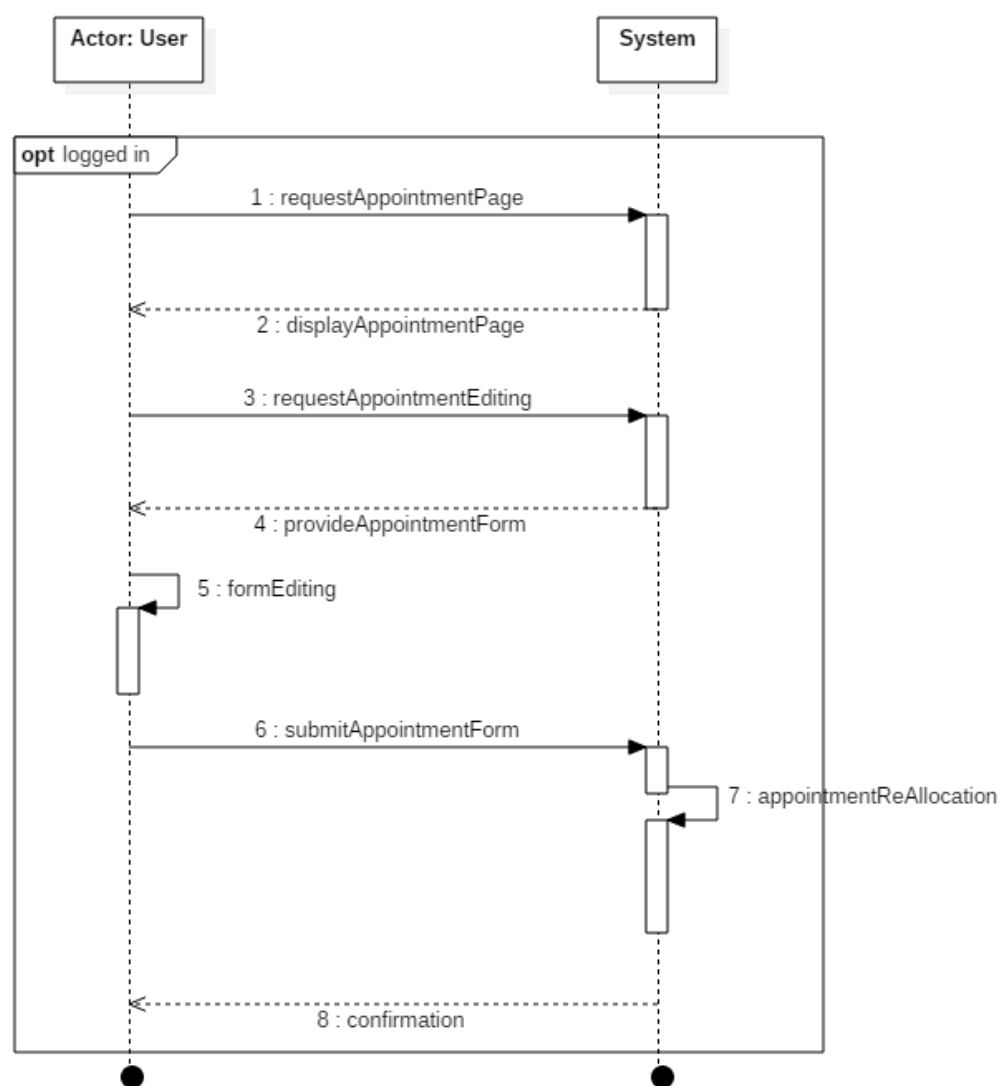 Actor: User
System
opt logged in
1 : requestAppointmentPage
2 : displayAppointmentPage
3 : requestAppointmentEditing
4 : provideAppointmentForm
5 : formEditing
6 : submitAppointmentForm
7 : appointmentReAllocation
8 : confirmation